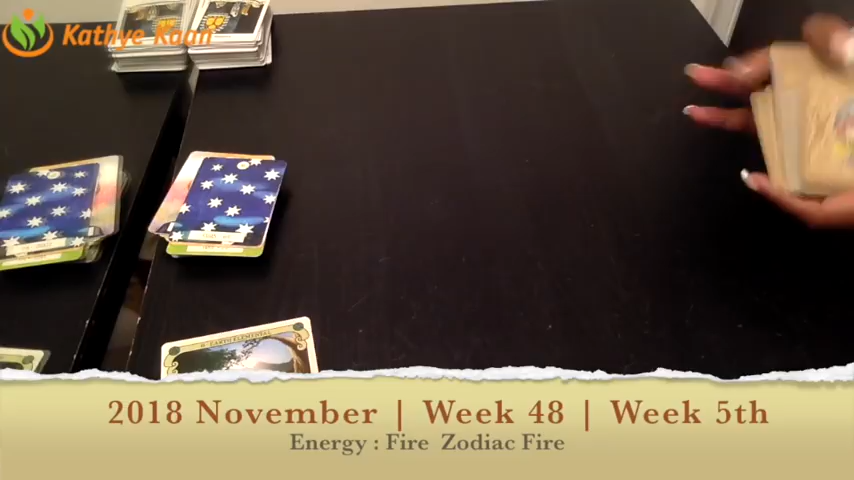 Kathye Kaan
EARTH ELEMENTAL
2018 November | Week 48 | Week 5th
Energy : Fire Zodiac Fire